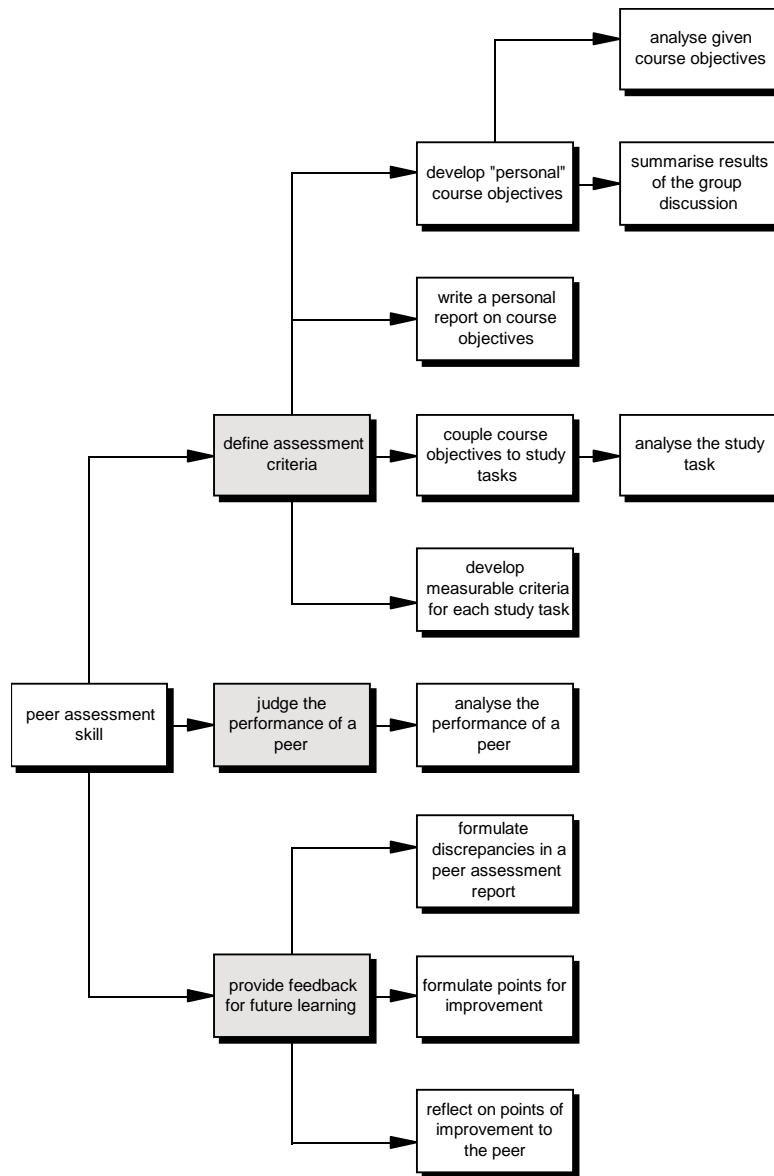 analyse given
course objectives
develop "personal"
course objectives
summarise results
of the group
discussion
write a personal
report on course
objectives
define assessment
criteria
couple course
objectives to study
tasks
analyse the study
task
develop
measurable criteria
for each study task
peer assessment
skill
judge the
performance of a
peer
analyse the
performance of a
peer
formulate
discrepancies in a
peer assessment
report
provide feedback
for future learning
formulate points for
improvement
reflect on points of
improvement to
the peer